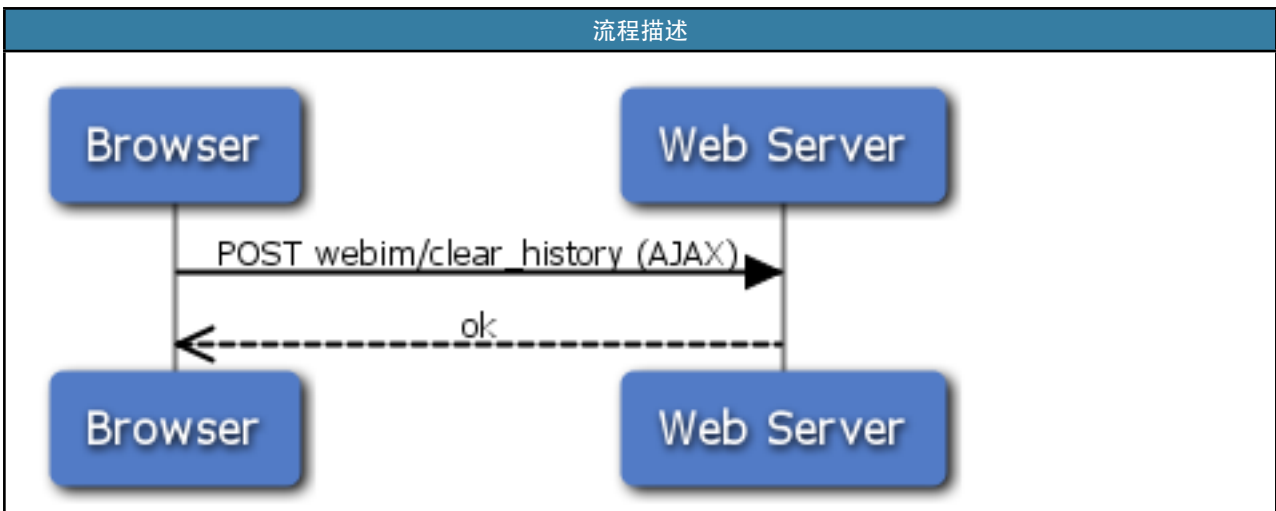 流程描述
Browser
Web Server
POST webim/clear_history (AJAX)
ok
Browser
Web Server